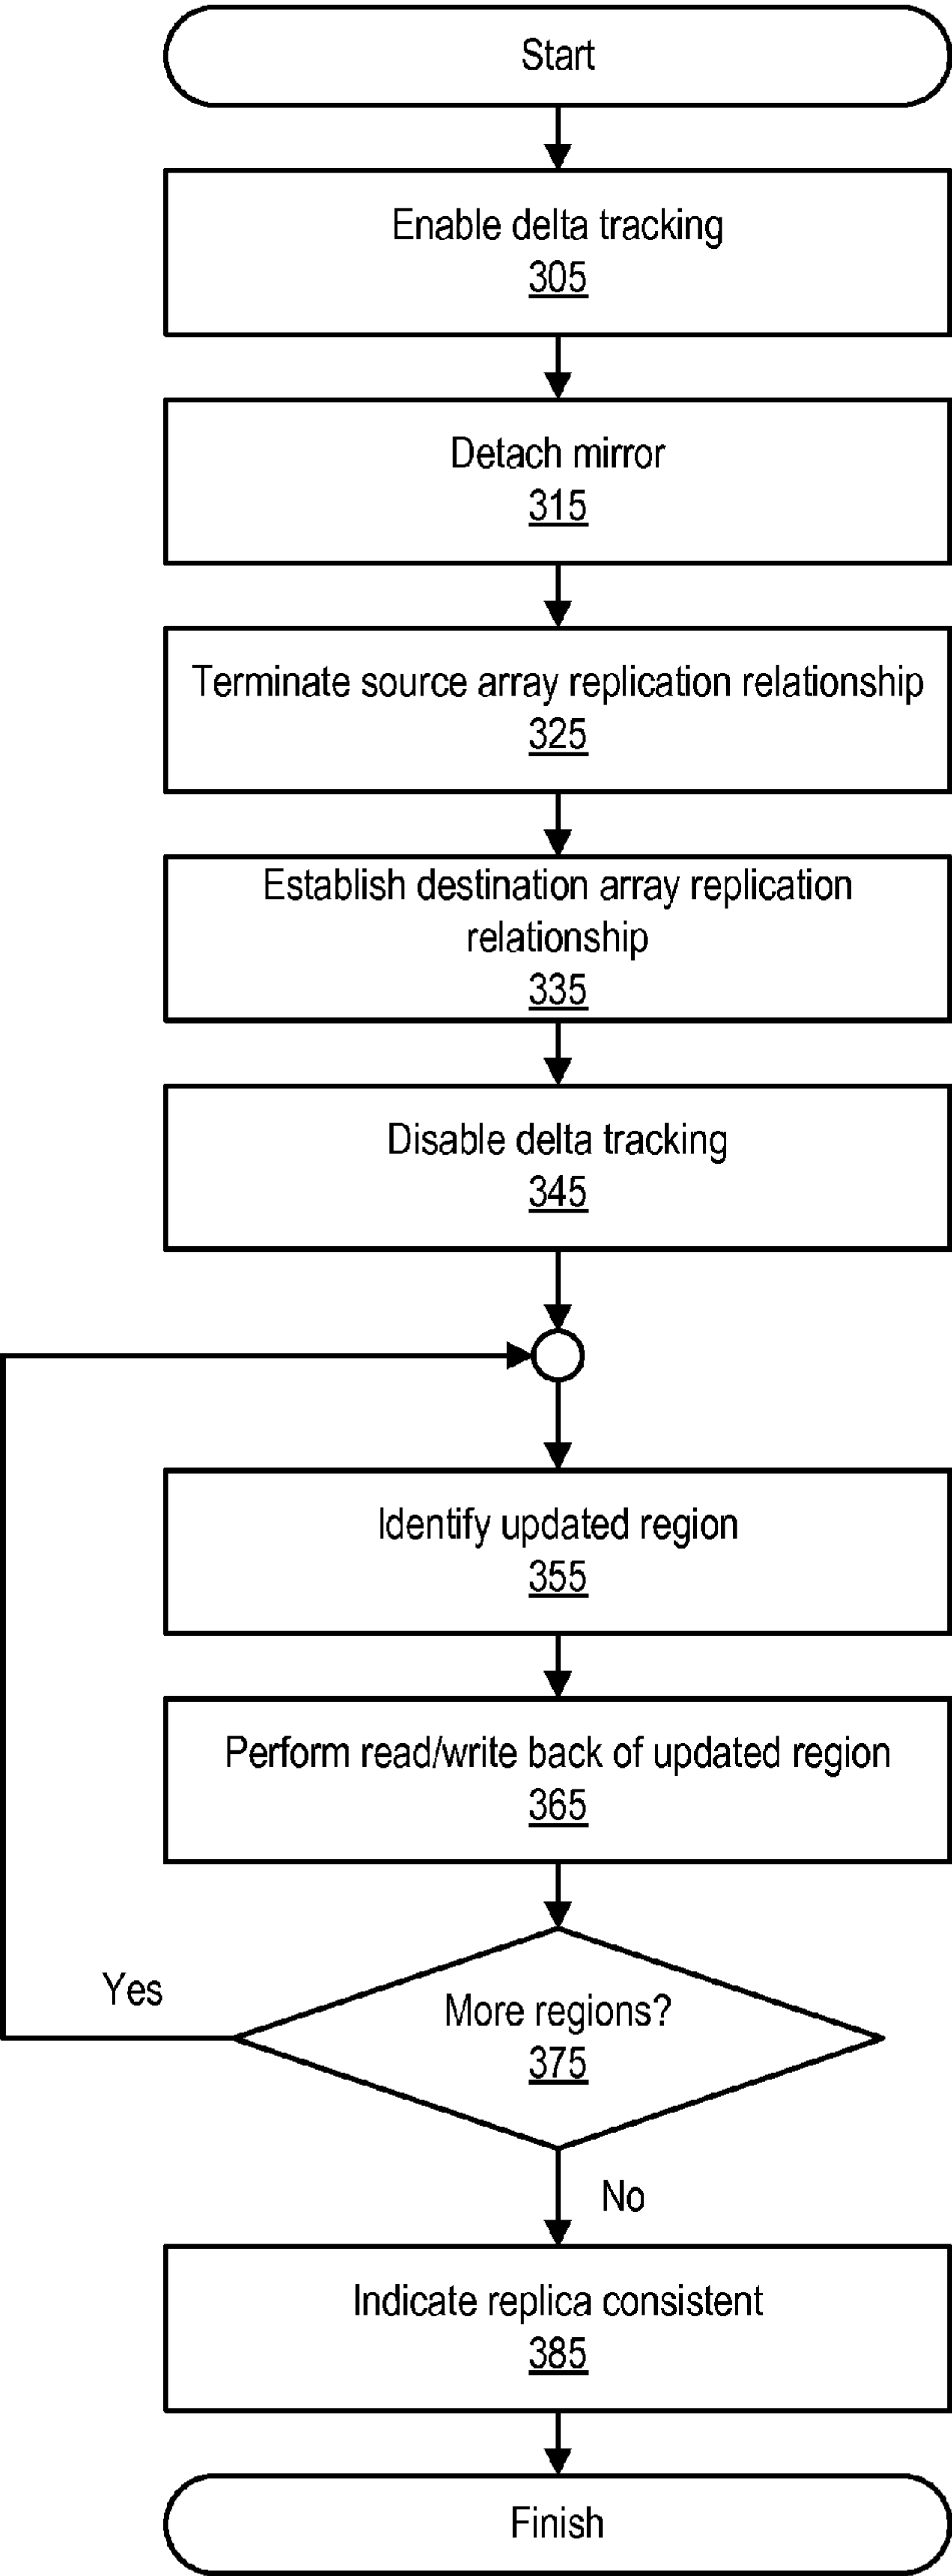 Start
Enable delta tracking
305
Detach mirror
315
Terminate source array replication relationship
325
Establish destination array replication
relationship
335
Disable delta tracking
345
Identify updated region
355
Perform read/write back of updated region
365
Yes
More regions?
375
No
Indicate replica consistent
385
Finish